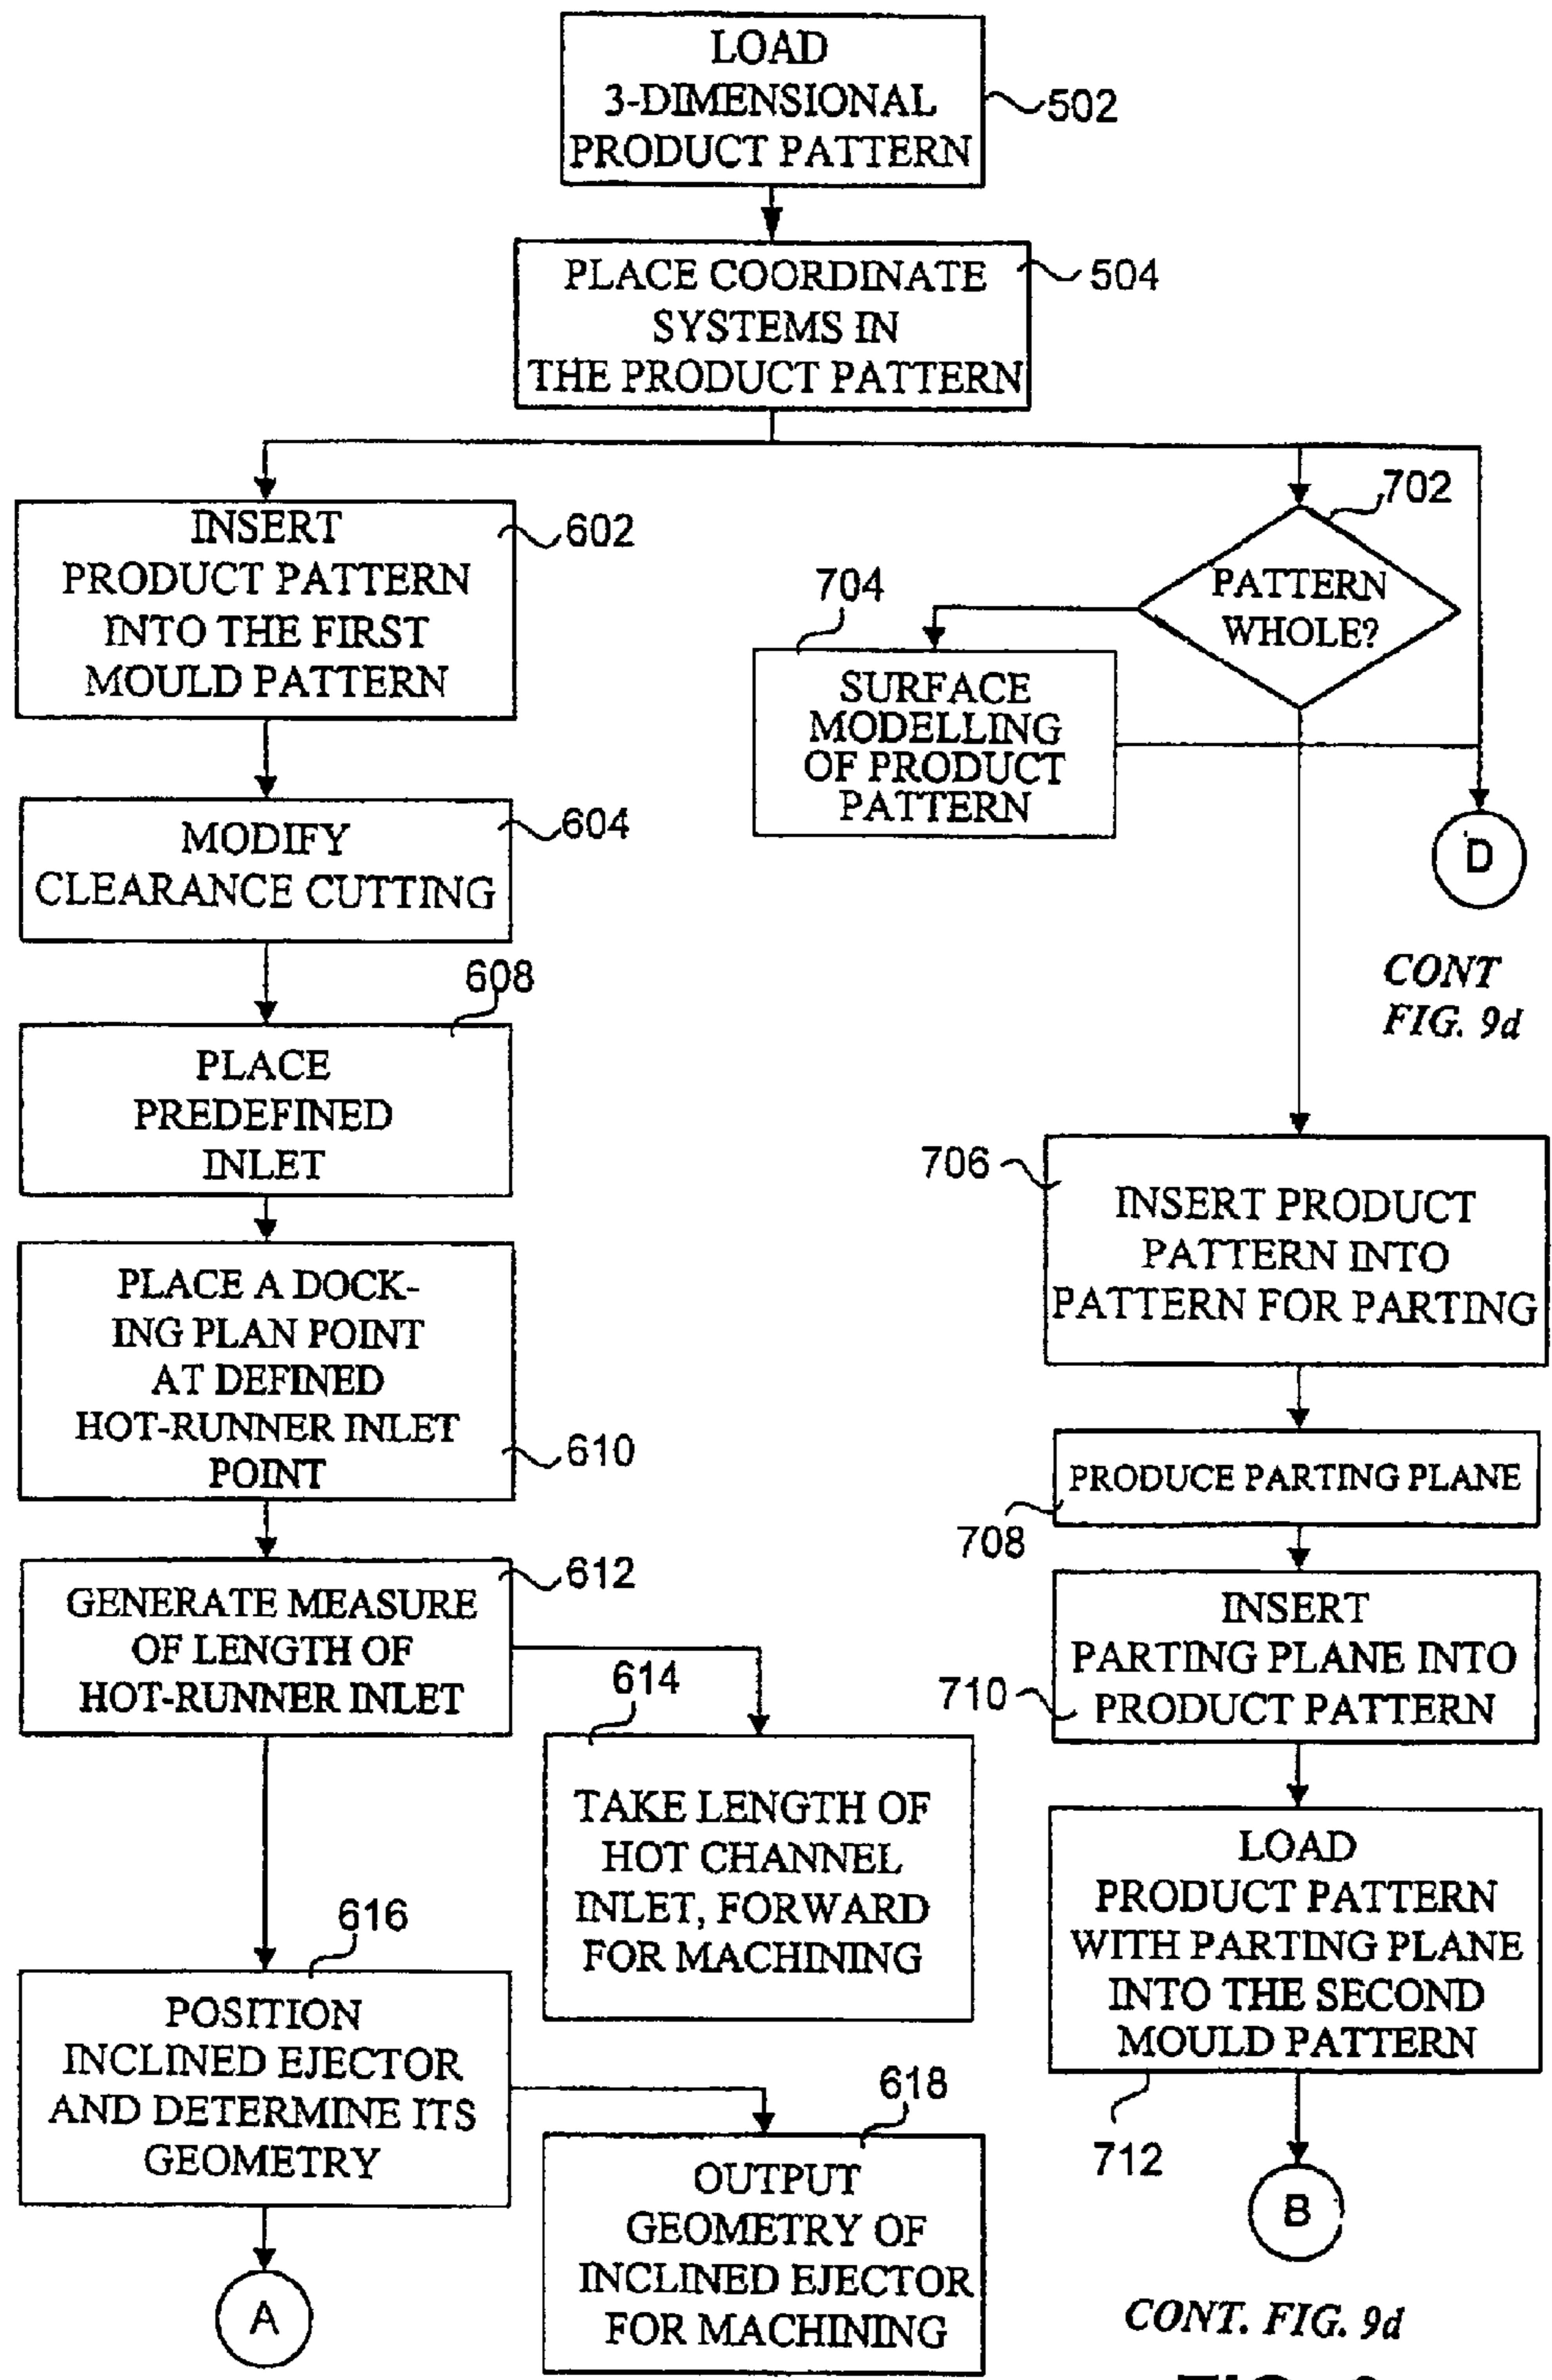 LOAD
3-DIMENSIONAL
PRODUCT PATTERN
502
PLACE COORDINATE
SYSTEMS IN
THE PRODUCT PATTERN
504
INSERT
PRODUCT PATTERN
INTO THE FIRST
MOULD PATTERN
602
MODIFY
CLEARANCE CUTTING
604
608
PLACE
PREDEFINED
INLET
PLACE A DOCK-
ING PLAN POINT
AT DEFINED
HOT-RUNNER INLET
POINT
610
GENERATE MEASURE
OF LENGTH OF
HOT-RUNNER INLET
612
614
TAKE LENGTH OF
HOT CHANNEL
INLET, FORWARD
FOR MACHINING
616
POSITION
INCLINED EJECTOR
AND DETERMINE ITS
GEOMETRY
618
OUTPUT
GEOMETRY OF
INCLINED EJECTOR
FOR MACHINING
A
702
PATTERN
WHOLE?
704
SURFACE
MODELLING
OF PRODUCT
PATTERN
D
CONT
FIG. 9d
706
INSERT PRODUCT
PATTERN INTO
PATTERN FOR PARTING
PRODUCE PARTING PLANE
708
INSERT
PARTING PLANE INTO
PRODUCT PATTERN
710
LOAD
PRODUCT PATTERN
WITH PARTING PLANE
INTO THE SECOND
MOULD PATTERN
712
B
CONT. FIG. 9d